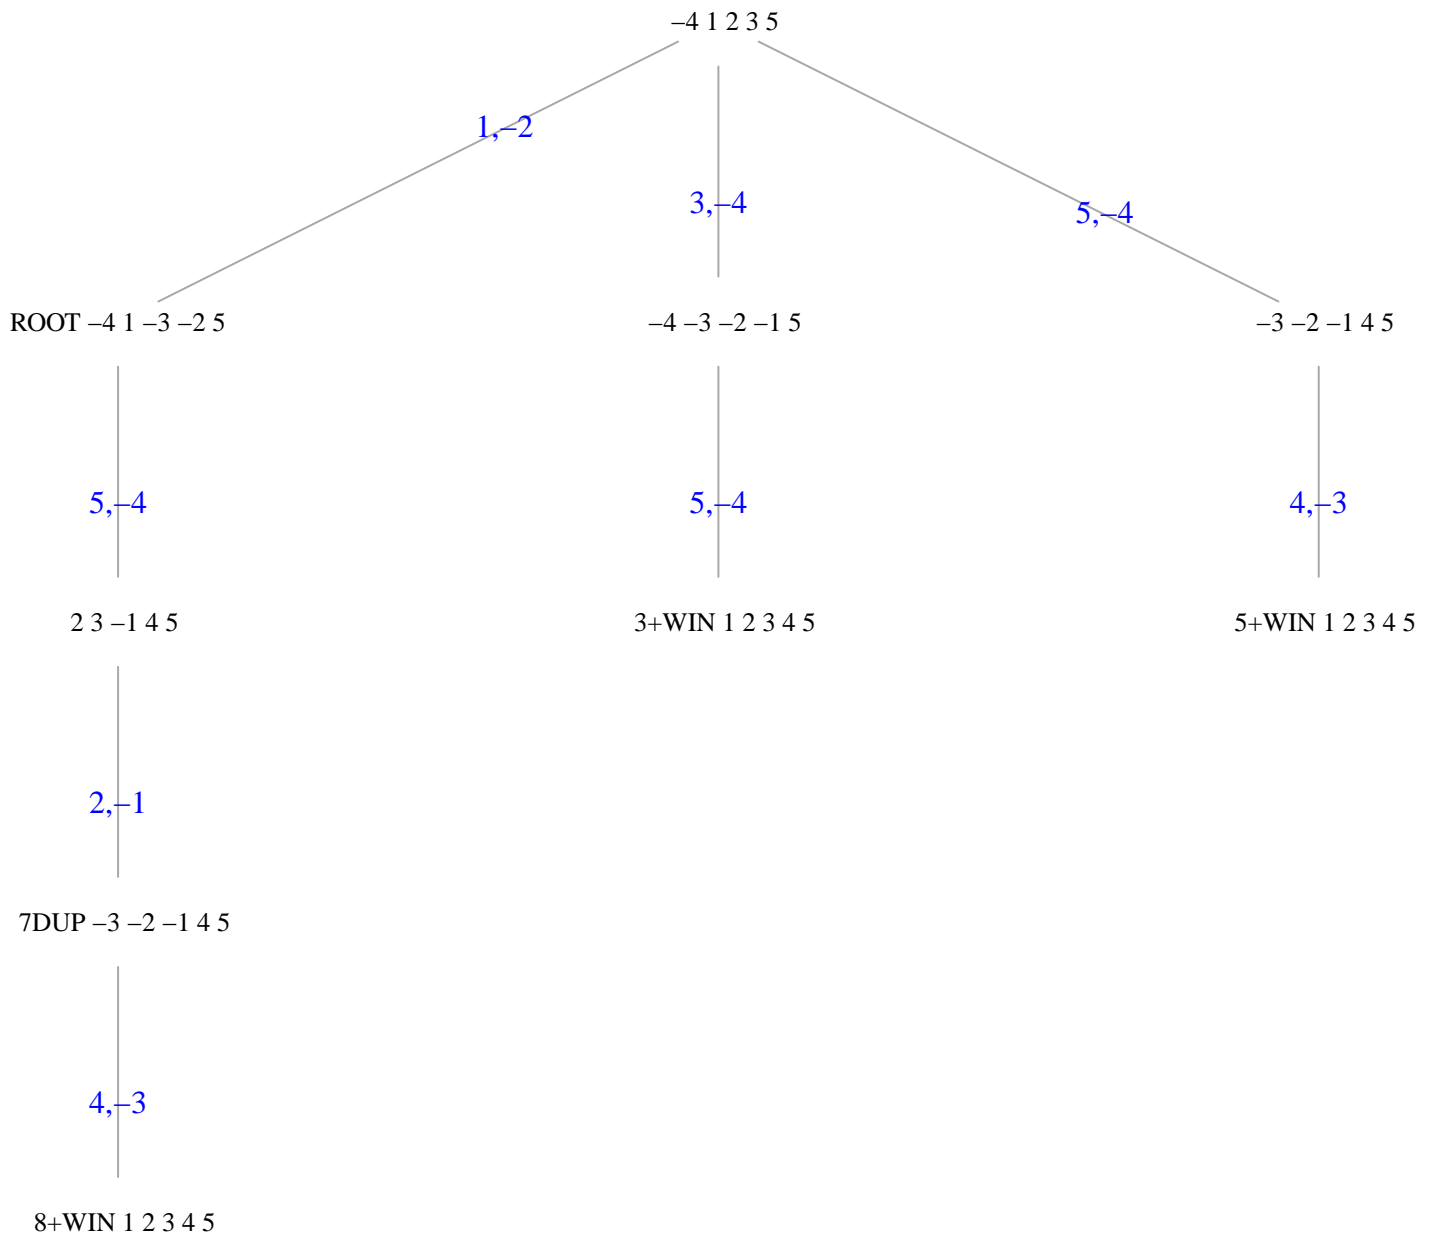 –4 1 2 3 5
1,–2
3,–4
5,–4
ROOT –4 1 –3 –2 5
–4 –3 –2 –1 5
–3 –2 –1 4 5
5,–4
5,–4
4,–3
2 3 –1 4 5
3+WIN 1 2 3 4 5
5+WIN 1 2 3 4 5
2,–1
7DUP –3 –2 –1 4 5
4,–3
8+WIN 1 2 3 4 5